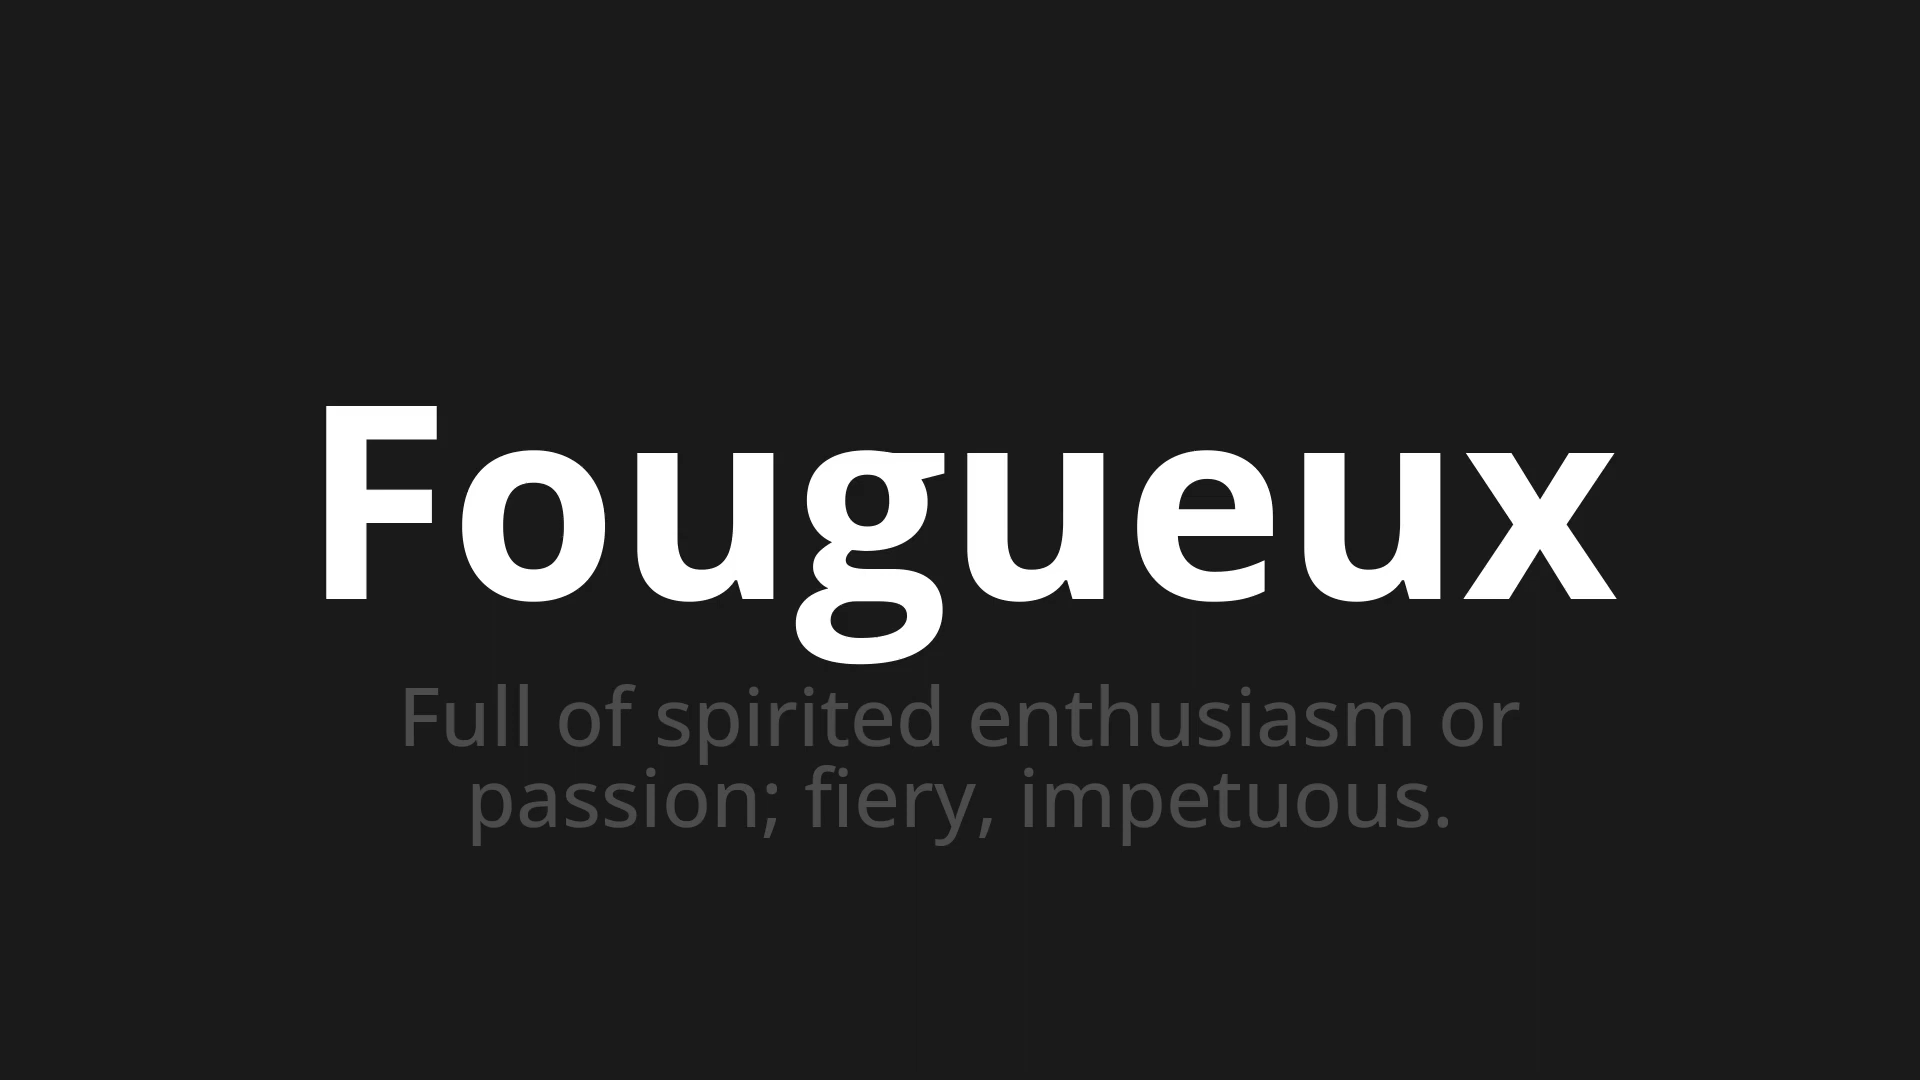 Fougueux
Full of spirited enthusiasm or
passion; fiery, impetuous.